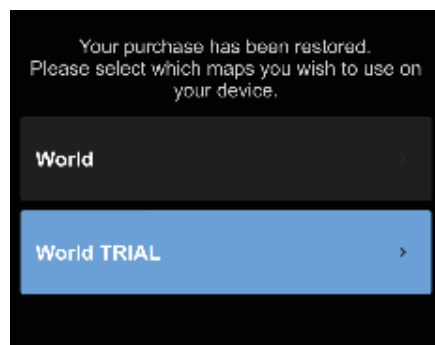 Your purchase has been restored.
Please select which maps you wish to use on
your device.
World
World TRIAL